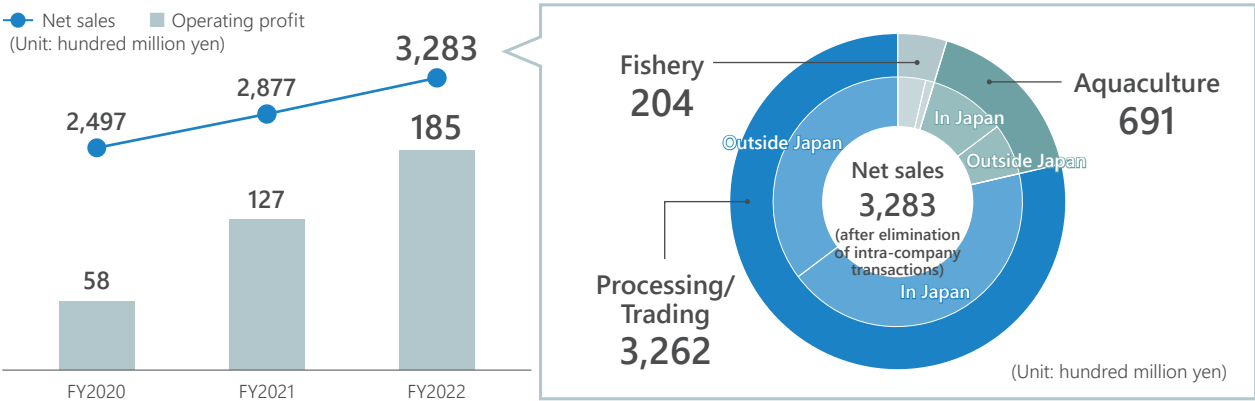 Net sales
Operating profit
(Unit: hundred million yen)
2,497
2,877
3,283
58
127
185
FY2020
FY2021
FY2022
Fishery
204
Aquaculture
691
In Japan
Outside Japan
Outside Japan
In Japan
Net sales
3,283
(after elimination
of intra-company
transactions)
Processing/
Trading
3,262
(Unit: hundred million yen)